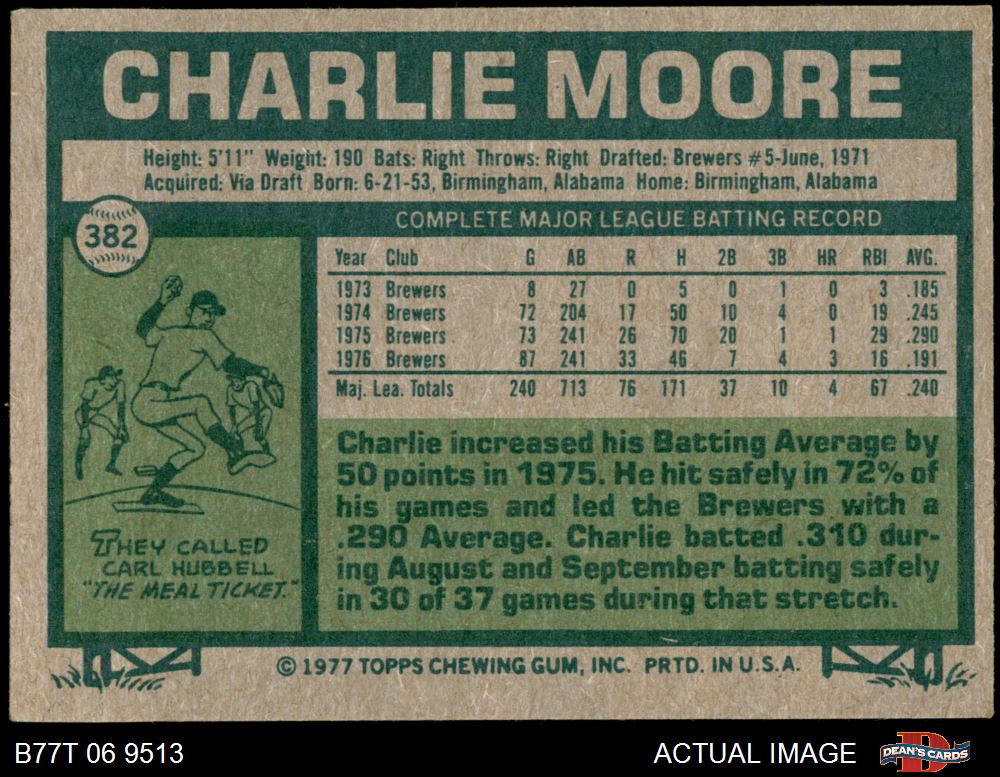 CHARLIE MOORE
Height: 5'11" Weight: 190 Bats: Right Throws: Right Drafted: Brewers #5-June, 1971
Acquired: Via Draft Born: 6-21-53, Birmingham, Alabama Home: Birmingham, Alabama
382
COMPLETE MAJOR LEAGUE BATTING RECORD
Year Club G AB R H 2B 3B HR RBI AVG.
1973 Brewers 8 27 0 5 0 1 0 3 .185
1974 Brewers 72 204 17 50 10 4 0 19 .245
1975 Brewers 73 241 26 70 20 1 1 29 .290
1976 Brewers 87 241 33 46 7 4 3 16 .191
Maj. Lea. Totals 240 713 76 171 37 10 4 67 .240
THEY CALLED
CARL HUBBELL
"THE MEAL TICKET."
Charlie increased his Batting Average by
50 points in 1975. He hit safely in 72% of
his games and led the Brewers with a
.290 Average. Charlie batted .310 dur-
ing August and September batting safely
in 30 of 37 games during that stretch.
© 1977 TOPPS CHEWING GUM, INC. PRTD. IN U.S.A.
B77T 06 9513
ACTUAL IMAGE
DEAN'S CARDS